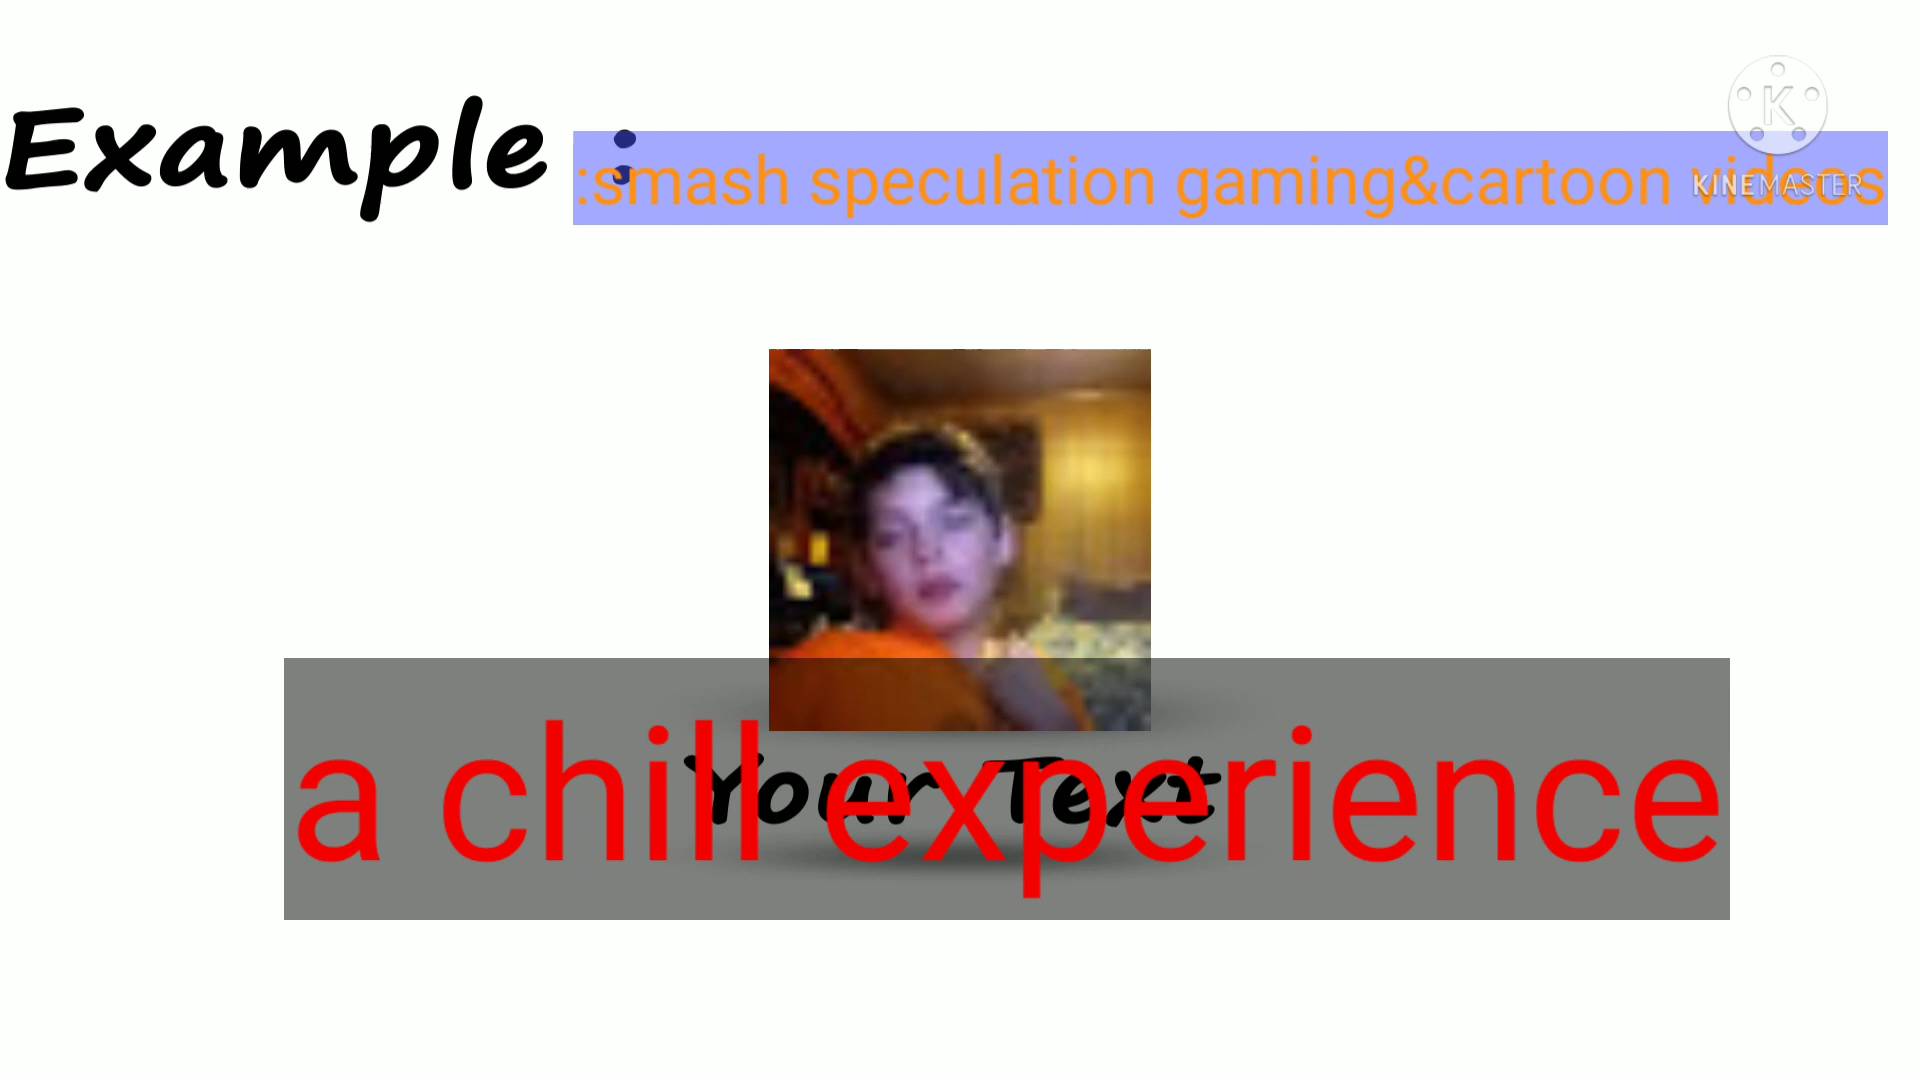 Example :
:smash speculation gaming&cartoon videos
K
KINEMASTER
Your Text
a chill experience